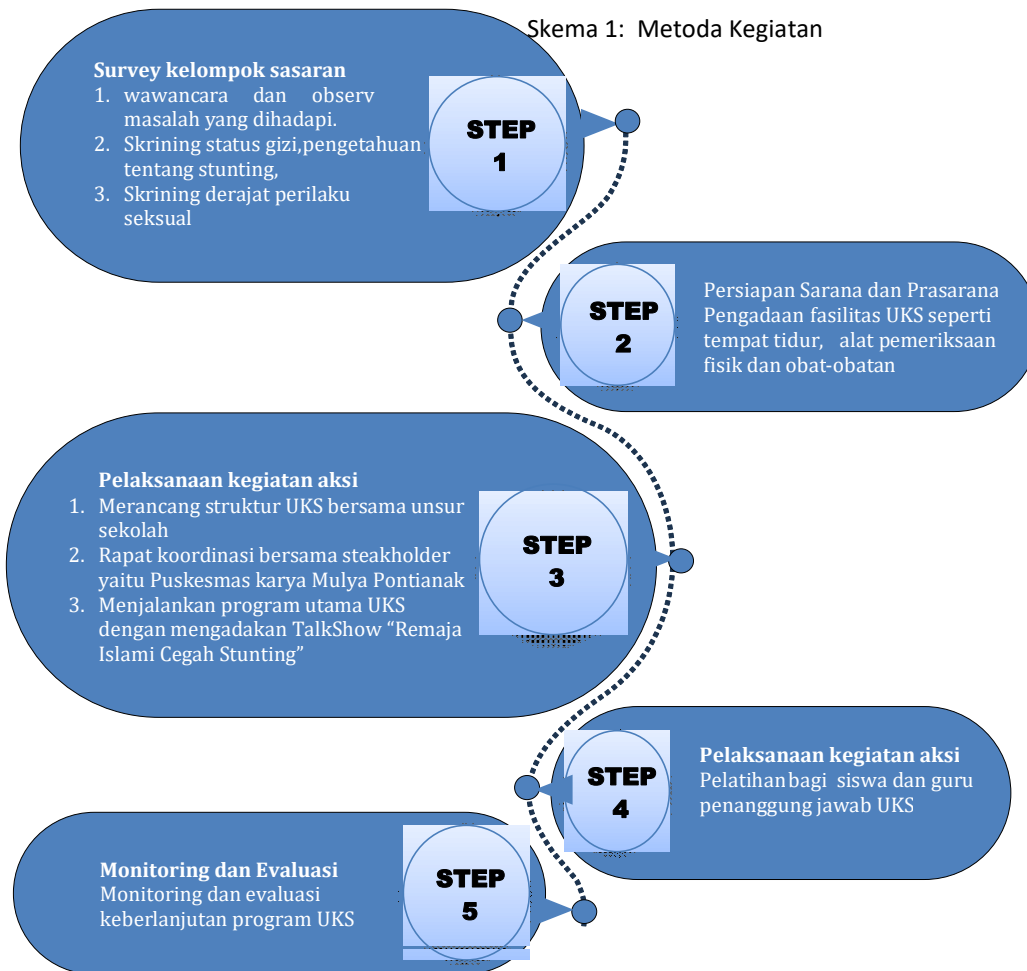 Skema 1: Metoda Kegiatan
Survey kelompok sasaran
1. wawancara dan observ
masalah yang dihadapi.
2. Skrining status gizi,pengetahuan
tentang stunting,
3. Skrining derajat perilaku
seksual
STEP
1
STEP
2
Persiapan Sarana dan Prasarana
Pengadaan fasilitas UKS seperti
tempat tidur, alat pemeriksaan
fisik dan obat-obatan
Pelaksanaan kegiatan aksi
1. Merancang struktur UKS bersama unsur
sekolah
2. Rapat koordinasi bersama steakholder
yaitu Puskesmas karya Mulya Pontianak
3. Menjalankan program utama UKS
dengan mengadakan TalkShow “Remaja
Islami Cegah Stunting”
STEP
3
STEP
4
Pelaksanaan kegiatan aksi
Pelatihan bagi siswa dan guru
penanggung jawab UKS
Monitoring dan Evaluasi
Monitoring dan evaluasi
keberlanjutan program UKS
STEP
5